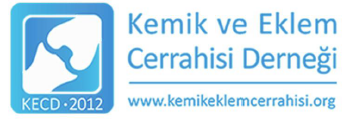 Kemik ve Eklem
Cerrahisi Derneği
KECD · 2012
www.kemikeklemcerrahisi.org